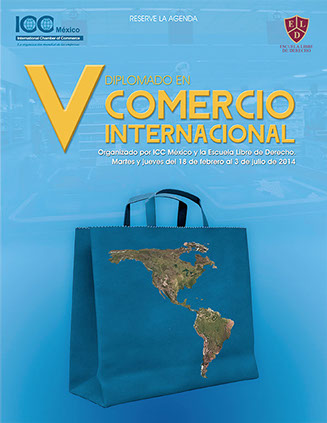 RESERVE LA AGENDA
ICC México
International Chamber of Commerce
ELD
ESCUELA LIBRE
DE DERECHO
V
DIPLOMADO EN
COMERCIO
INTERNACIONAL
Organizado por ICC México y la Escuela Libre de Derecho
Martes y jueves del 18 de febrero al 3 de julio de 2014